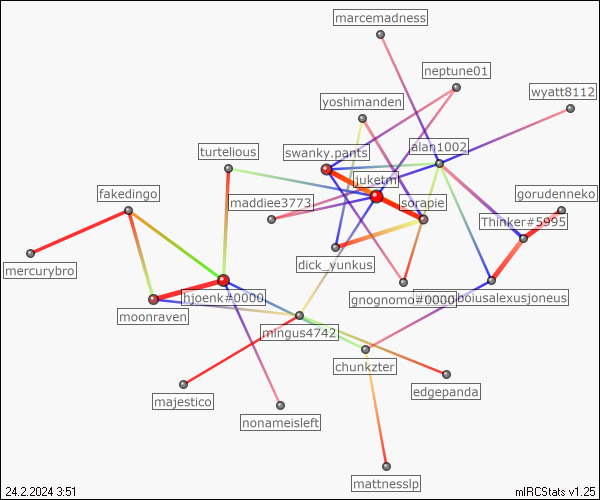 marcemadness
neptune01
wyatt8112
yoshimanden
alan1002
turtelious
swanky.pants
juketm
fakedingo
maddiee3773
sorapie
gorudenneko
Thinker#5995
mercurybro
dick_yunkus
hjoenk#0000
gnognomo#0000
boiusalexusjoneus
moonraven
mingus4742
chunkzter
edgepanda
majestico
nonameisleft
mattnesslp
24.2.2024 3:51
mIRCStats v1.25